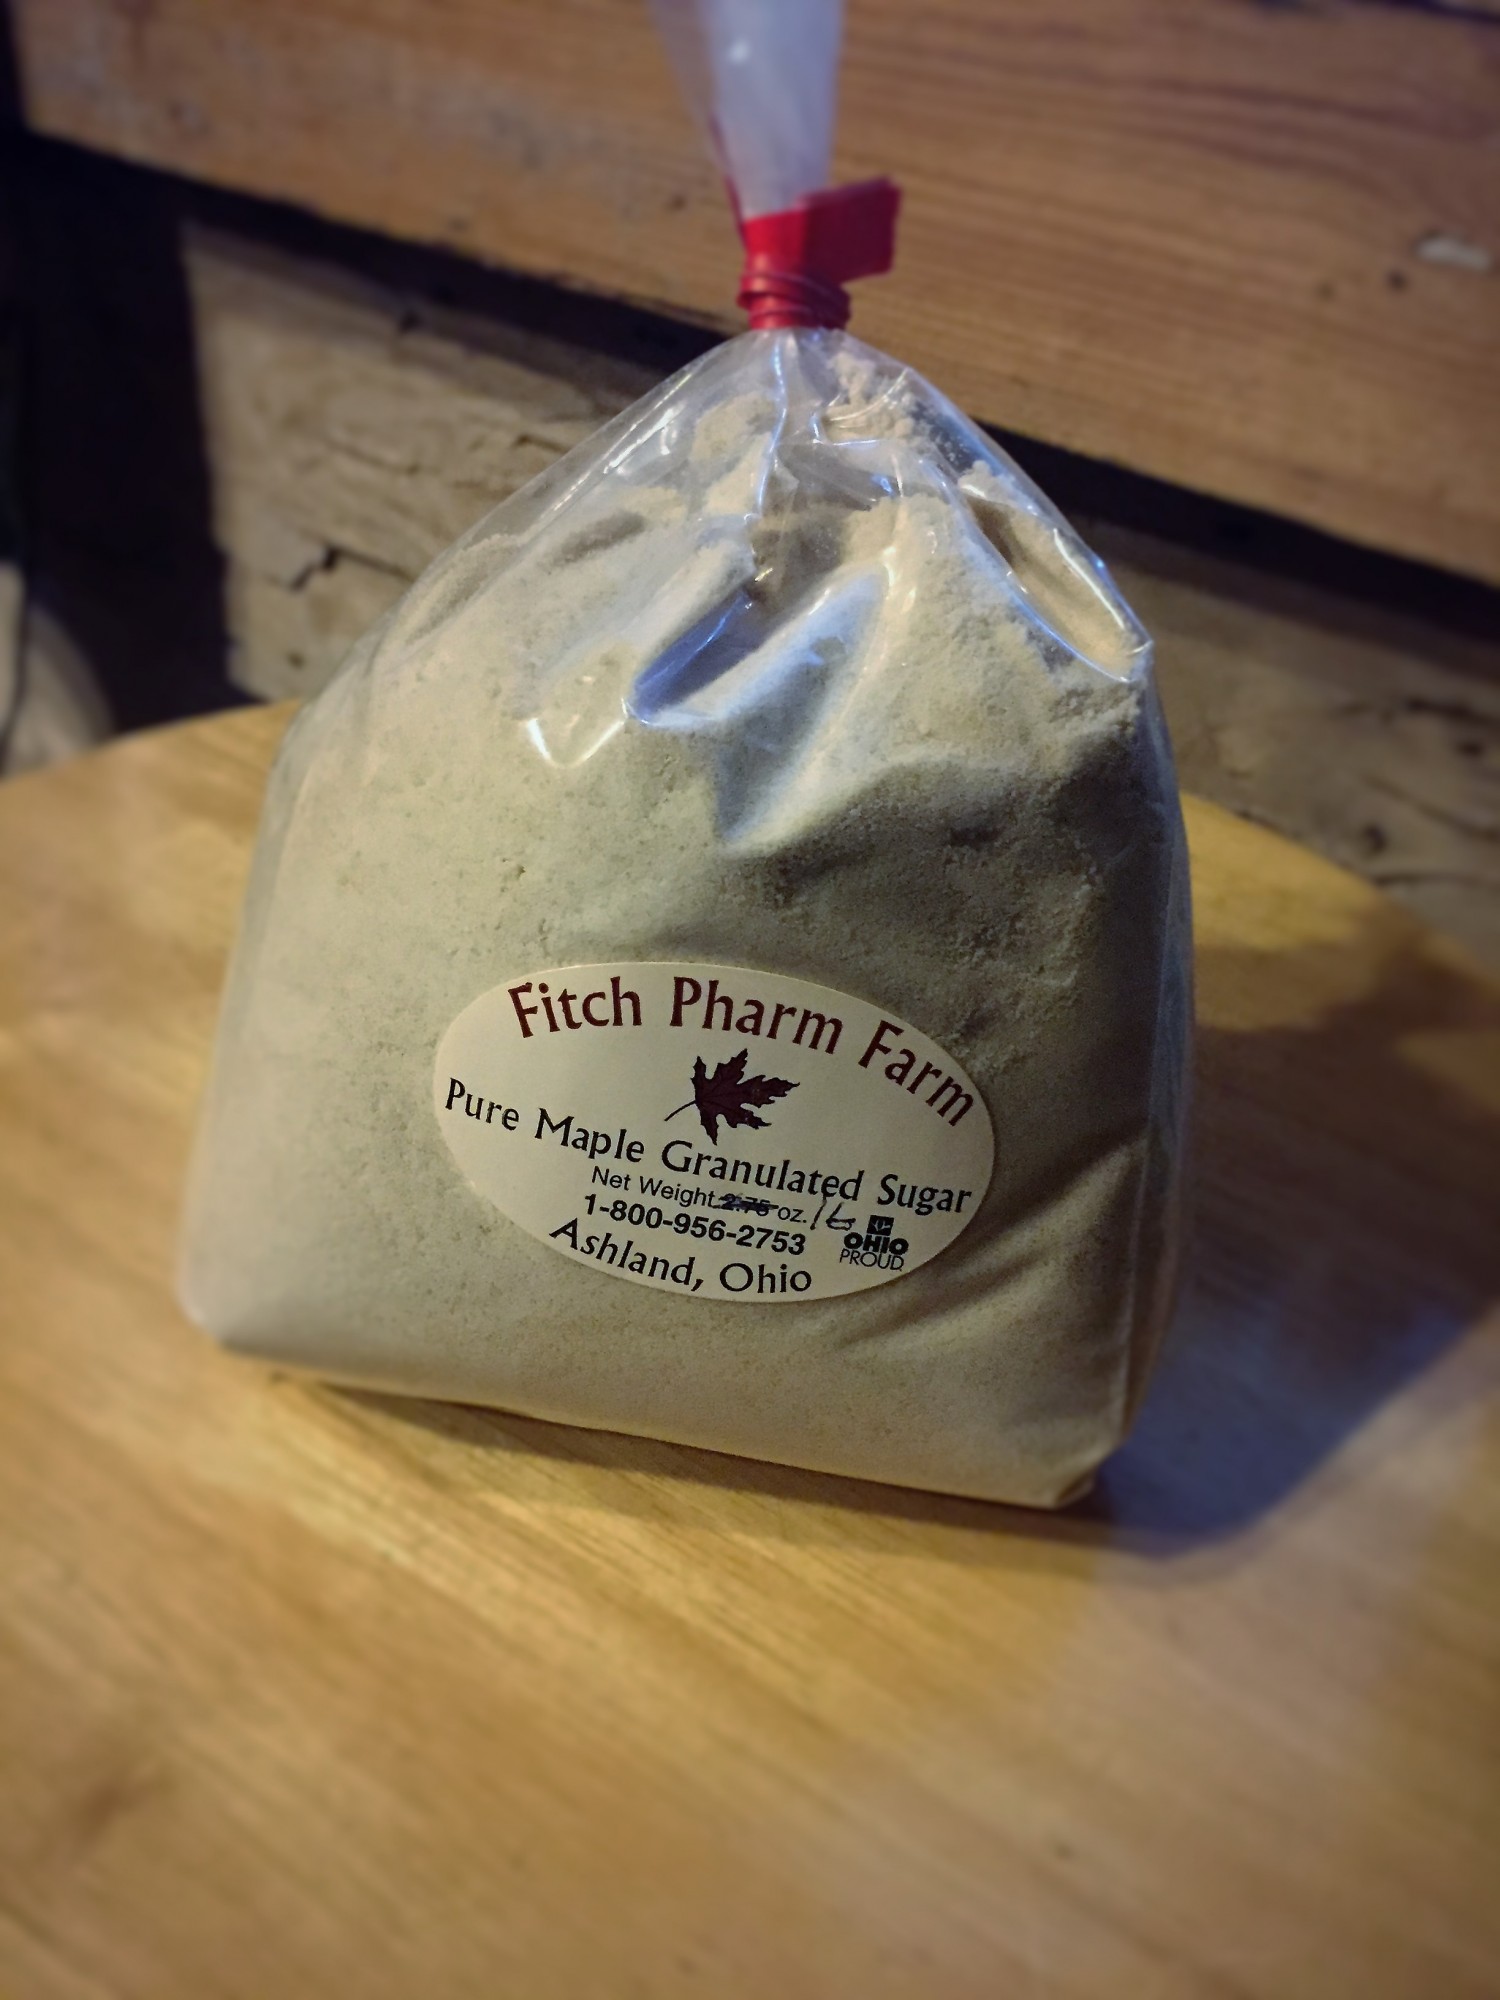 Fitch Pharm Farm
Pure Maple Granulated Sugar
Net Weight 2.75 oz. 16
1-800-956-2753
Ashland, Ohio
OHIO
PROUD